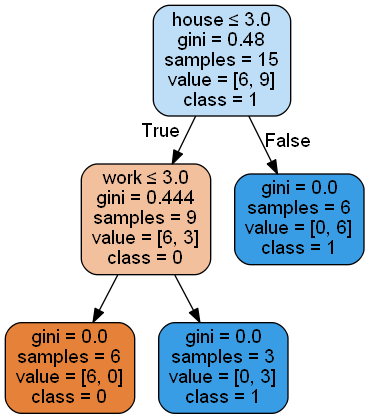 house ≤ 3.0
gini = 0.48
samples = 15
value = [6, 9]
class = 1
True
False
work ≤ 3.0
gini = 0.444
samples = 9
value = [6, 3]
class = 0
gini = 0.0
samples = 6
value = [0, 6]
class = 1
gini = 0.0
samples = 6
value = [6, 0]
class = 0
gini = 0.0
samples = 3
value = [0, 3]
class = 1